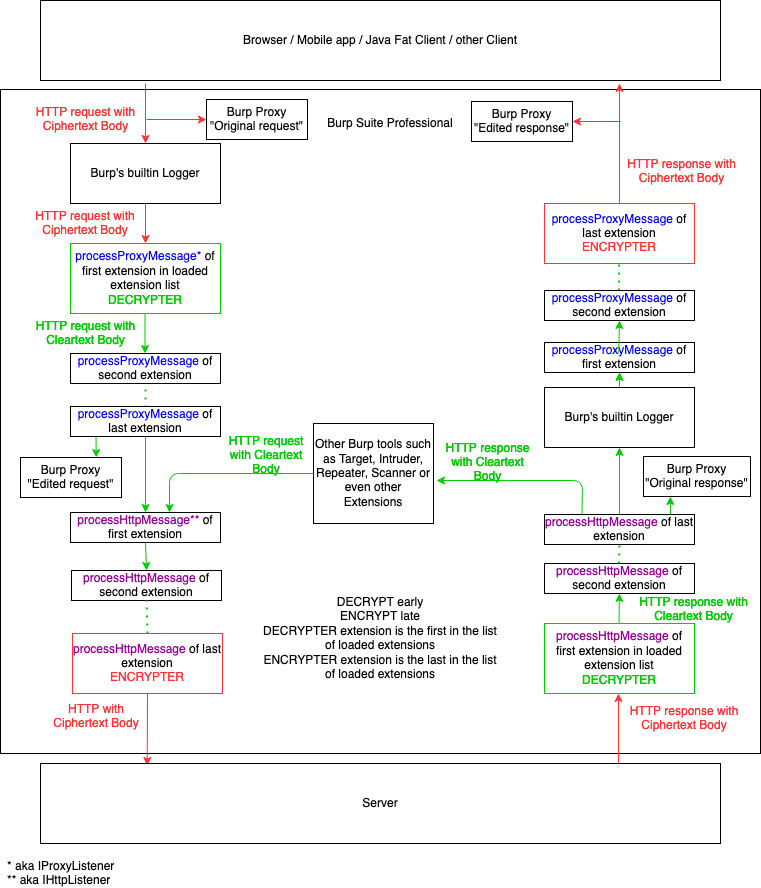 Browser / Mobile app / Java Fat Client / other Client
HTTP request with
Ciphertext Body
Burp Proxy
"Original request"
Burp Suite Professional
Burp Proxy
"Edited response"
Burp's builtin Logger
HTTP response with
Ciphertext Body
HTTP request with
Ciphertext Body
processProxyMessage of
last extension
ENCRYPTER
processProxyMessage* of
first extension in loaded
extension list
DECRYPTER
processProxyMessage of
second extension
HTTP request with
Cleartext Body
processProxyMessage of
second extension
processProxyMessage of
first extension
processProxyMessage of
last extension
Burp's builtin Logger
Other Burp tools such
as Target, Intruder,
Repeater, Scanner or
even other
Extensions
HTTP request
with Cleartext
Body
HTTP response
with Cleartext
Body
Burp Proxy
"Edited request"
Burp Proxy
"Original response"
processHttpMessage** of
first extension
processHttpMessage of last
extension
processHttpMessage of
second extension
processHttpMessage of
second extension
DECRYPT early
ENCRYPT late
DECRYPTER extension is the first in the list
of loaded extensions
ENCRYPTER extension is the last in the list
of loaded extensions
HTTP response with
Cleartext Body
processHttpMessage of last
extension
ENCRYPTER
processHttpMessage of
first extension in loaded
extension list
DECRYPTER
HTTP with
Ciphertext Body
HTTP response with
Ciphertext Body
Server
* aka IProxyListener
** aka IHttpListener